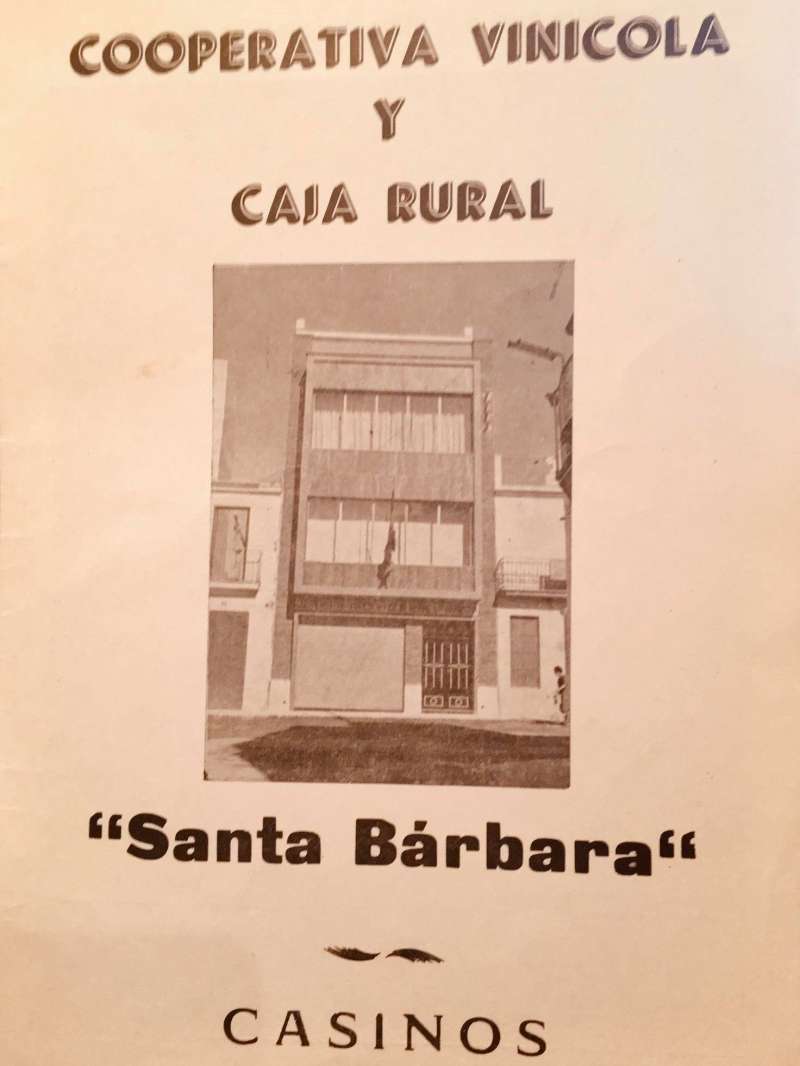 COOPERATIVA VINICOLA
Y
CAJA RURAL
“Santa Bárbara“
CASINOS